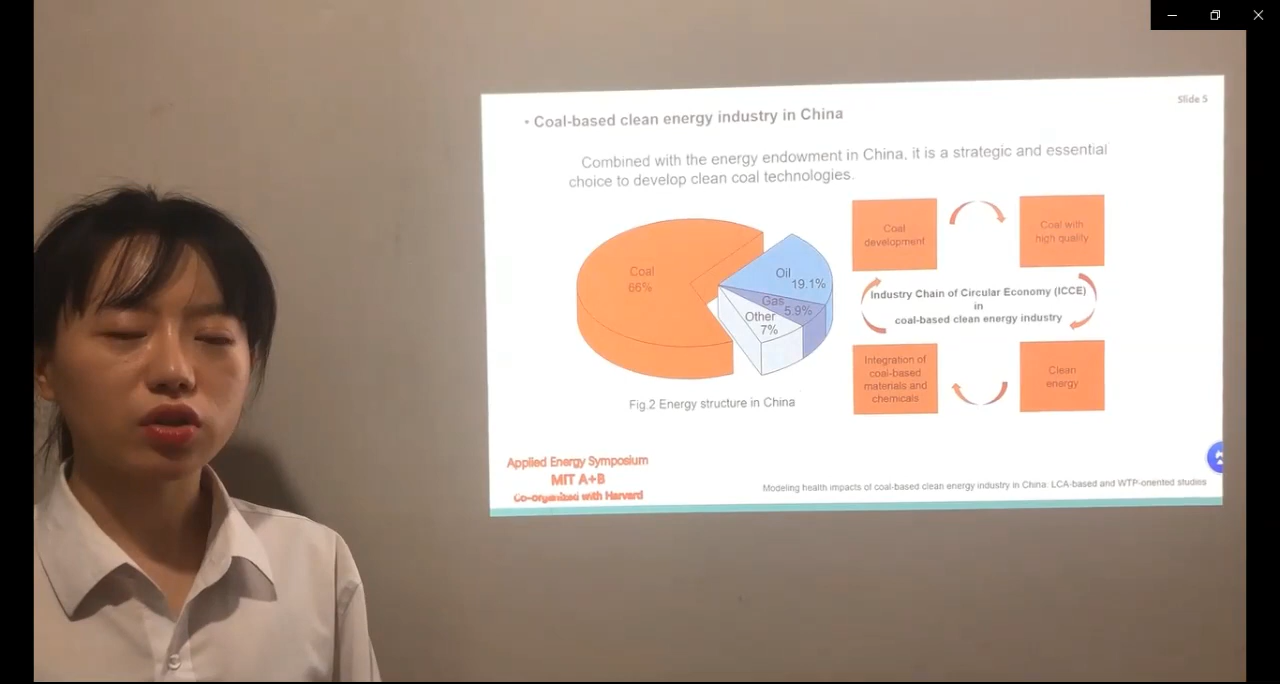 Slide 5
• Coal-based clean energy industry in China
Combined with the energy endowment in China, it is a strategic and essential
choice to develop clean coal technologies.
Coal
66%
Oil
19.1%
Gas
5.9%
Other
7%
Fig.2 Energy structure in China
Coal
development
Coal with
high quality
Industry Chain of Circular Economy (ICCE)
in
coal-based clean energy industry
Integration of
coal-based
materials and
chemicals
Clean
energy
Applied Energy Symposium
MIT A+B
Co-organized with Harvard
Modeling health impacts of coal-based clean energy industry in China: LCA-based and WTP-oriented studies